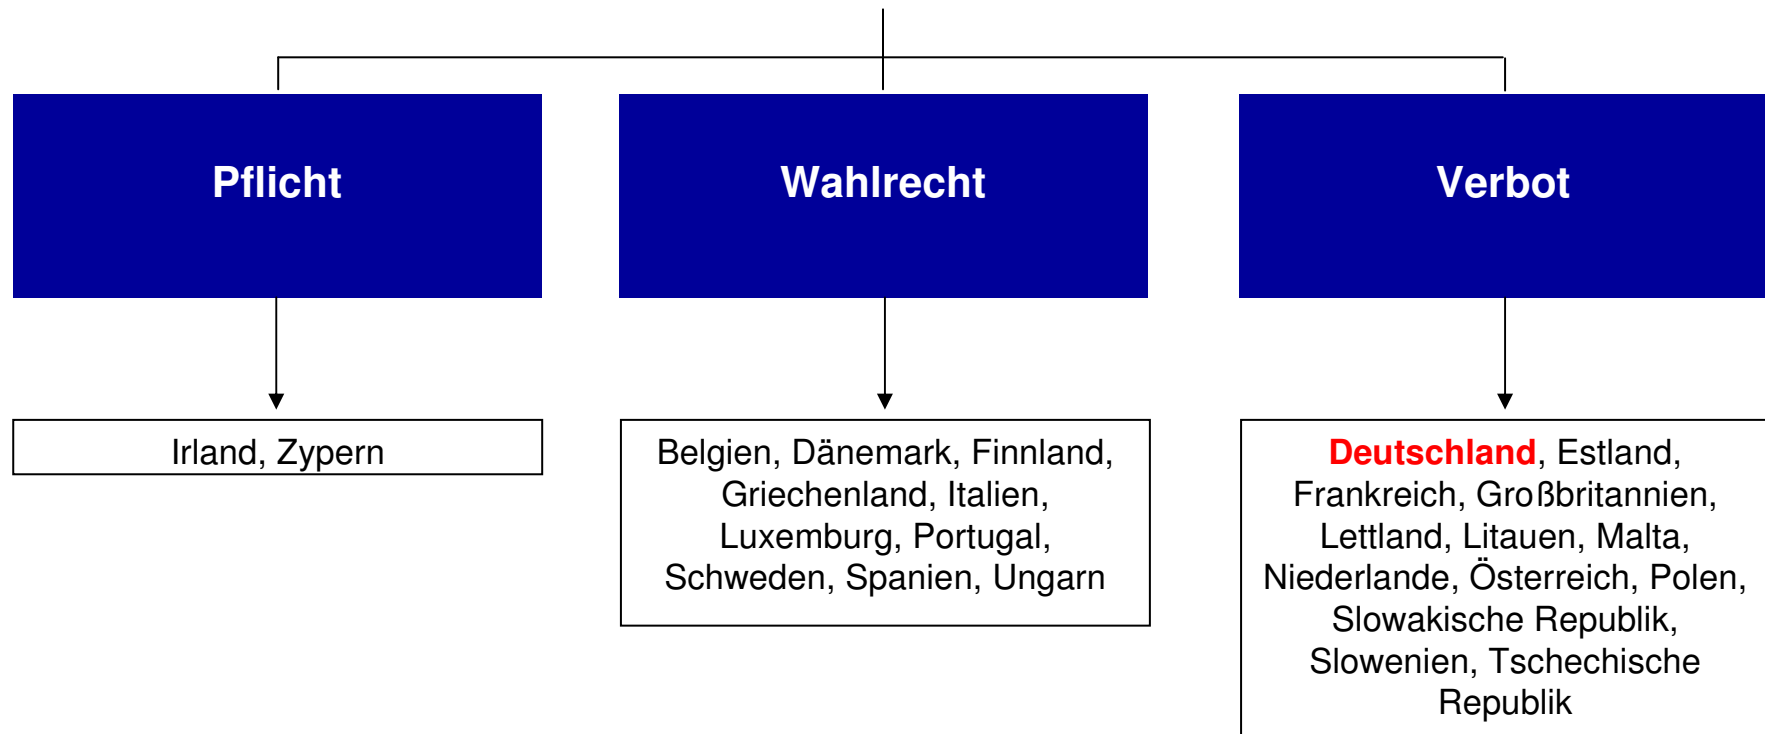 Pflicht
Wahlrecht
Verbot
Irland, Zypern
Belgien, Dänemark, Finnland,
Griechenland, Italien,
Luxemburg, Portugal,
Schweden, Spanien, Ungarn
Deutschland, Estland,
Frankreich, Großbritannien,
Lettland, Litauen, Malta,
Niederlande, Österreich, Polen,
Slowakische Republik,
Slowenien, Tschechische
Republik